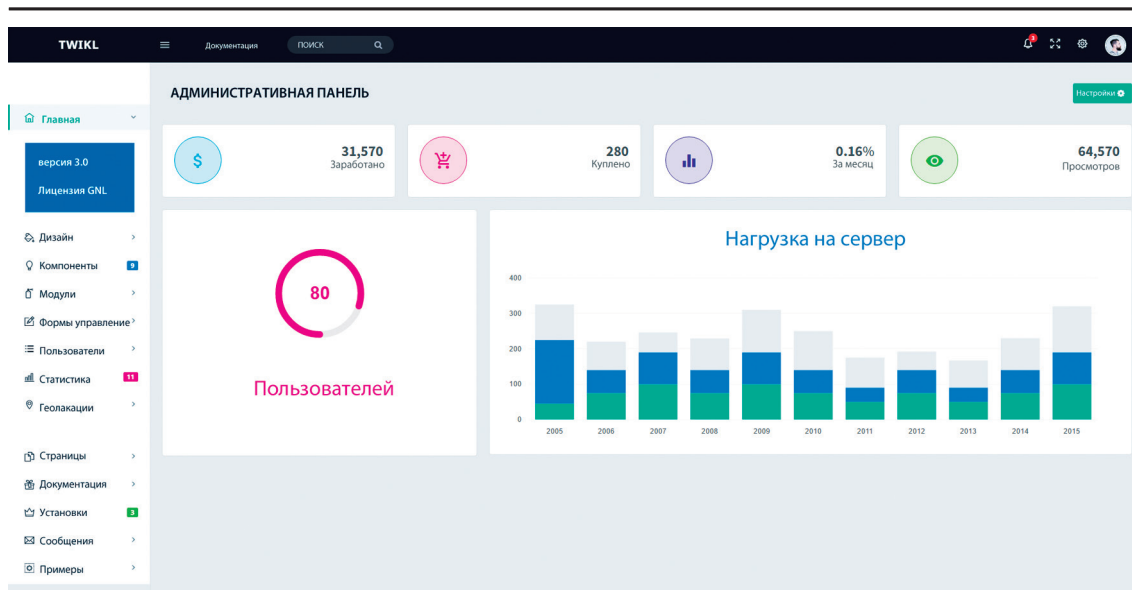 TWIKL
Документация
ПОИСК
3
АДМИНИСТРАТИВНАЯ ПАНЕЛЬ
Настройки
Главная
версия 3.0
Лицензия GNL
Дизайн
Компоненты 9
Модули
Формы управление
Пользователи
Статистика 11
Геолакации
Страницы
Документация
Установки 3
Сообщения
Примеры
31,570
Заработано
280
Куплено
0.16%
За месяц
64,570
Просмотров
80
Пользователей
Нагрузка на сервер
400
300
200
100
0
2005 2006 2007 2008 2009 2010 2011 2012 2013 2014 2015